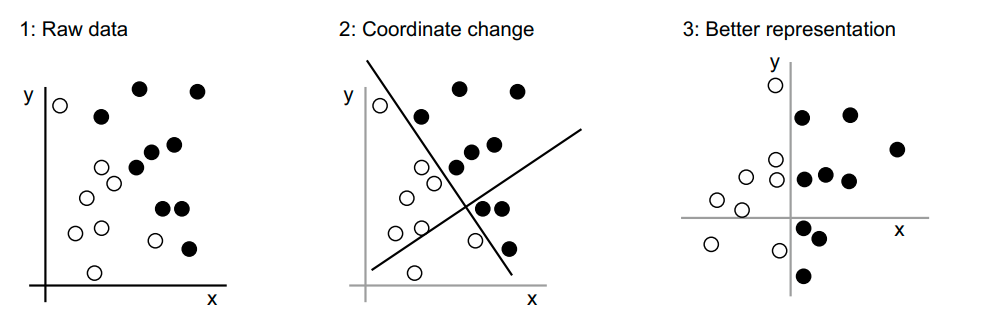 1: Raw data
2: Coordinate change
3: Better representation
y
x
y
x
y
x